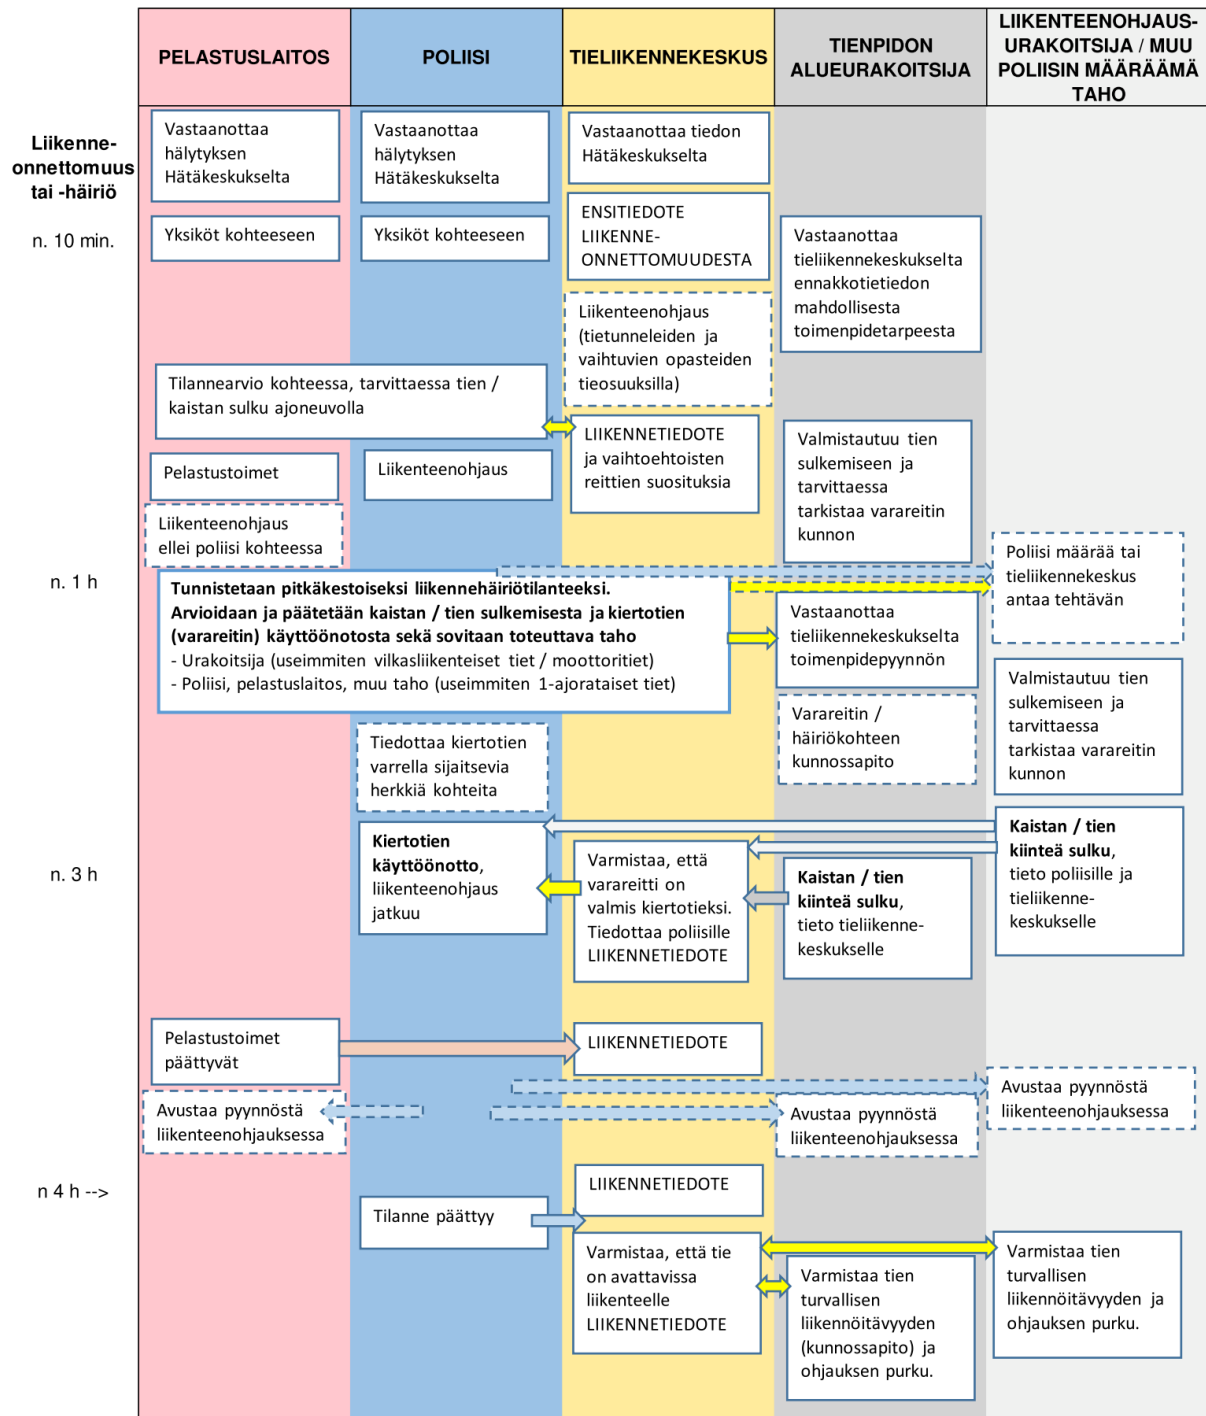 PELASTUSLAITOS
POLIISI
TIELIIKENNEKESKUS
TIENPIDON
ALUEURAKOITSIJA
LIIKENTEENOHJAUS-
URAKOITSIJA / MUU
POLIISIN MÄÄRÄÄMÄ
TAHO
Liikenne-
onnettomuus
tai -häiriö
Vastaanottaa
hälytyksen
Hätäkeskukselta
Vastaanottaa
hälytyksen
Hätäkeskukselta
Vastaanottaa tiedon
Hätäkeskukselta
n. 10 min.
Yksiköt kohteeseen
Yksiköt kohteeseen
ENSITIEDOTE
LIIKENNE-
ONNETTOMUUDESTA
Vastaanottaa
tieliikennekeskukselta
ennakkotietiedon
mahdollisesta
toimenpidetarpeesta
Liikenteenohjaus
(tietunneleiden ja
vaihtuvien opasteiden
tieosuuksilla)
Tilannearvio kohteessa, tarvittaessa tien /
kaistan sulku ajoneuvolla
LIIKENNETIEDOTE
ja vaihtoehtoisten
reittien suosituksia
Valmistautuu tien
sulkemiseen ja
tarvittaessa
tarkistaa varareitin
kunnon
Pelastustoimet
Liikenteenohjaus
Liikenteenohjaus
ellei poliisi kohteessa
n. 1 h
Poliisi määrää tai
tieliikennekeskus
antaa tehtävän
Tunnistetaan pitkäkestoiseksi liikennehäiriötilanteeksi.
Arvioidaan ja päätetään kaistan / tien sulkemisesta ja kiertotien
(varareitin) käyttöönotosta sekä sovitaan toteuttava taho
- Urakoitsija (useimmiten vilkasliikenteiset tiet / moottoritiet)
- Poliisi, pelastuslaitos, muu taho (useimmiten 1-ajorataiset tiet)
Vastaanottaa
tieliikennekeskukselta
toimenpidepyynnön
Valmistautuu tien
sulkemiseen ja
tarvittaessa
tarkistaa varareitin
kunnon
Varareitin /
häiriökohteen
kunnossapito
Tiedottaa kiertotien
varrella sijaitsevia
herkkiä kohteita
n. 3 h
Kiertotien
käyttöönotto,
liikenteenohjaus
jatkuu
Varmistaa, että
varareitti on
valmis kiertotieksi.
Tiedottaa poliisille
LIIKENNETIEDOTE
Kaistan / tien
kiinteä sulku,
tieto tieliikenne-
keskukselle
Kaistan / tien
kiinteä sulku,
tieto poliisille ja
tieliikenne-
keskukselle
Pelastustoimet
päättyvät
LIIKENNETIEDOTE
Avustaa pyynnöstä
liikenteenohjauksessa
Avustaa pyynnöstä
liikenteenohjauksessa
Avustaa pyynnöstä
liikenteenohjauksessa
n 4 h -->
LIIKENNETIEDOTE
Tilanne päättyy
Varmistaa, että tie
on avattavissa
liikenteelle
LIIKENNETIEDOTE
Varmistaa tien
turvallisen
liikennöitävyyden
(kunnossapito) ja
ohjauksen purku.
Varmistaa tien
turvallisen
liikennöitävyyden ja
ohjauksen purku.